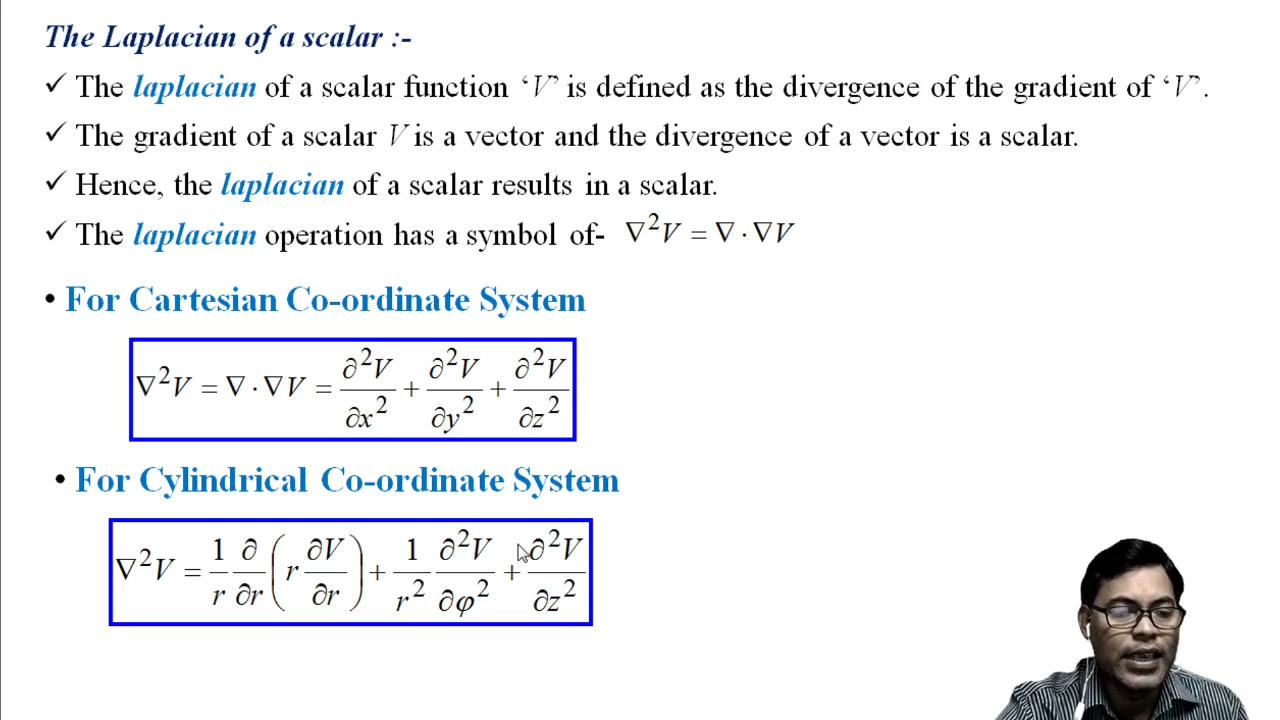 The Laplacian of a scalar :-
✓ The laplacian of a scalar function ‘V’ is defined as the divergence of the gradient of ‘V’.
✓ The gradient of a scalar V is a vector and the divergence of a vector is a scalar.
✓ Hence, the laplacian of a scalar results in a scalar.
✓ The laplacian operation has a symbol of- ∇²V = ∇ · ∇V
• For Cartesian Co-ordinate System
∇²V = ∇ · ∇V = ∂²V/∂x² + ∂²V/∂y² + ∂²V/∂z²
• For Cylindrical Co-ordinate System
∇²V = 1/r ∂/∂r (r ∂V/∂r) + 1/r² ∂²V/∂φ² + ∂²V/∂z²